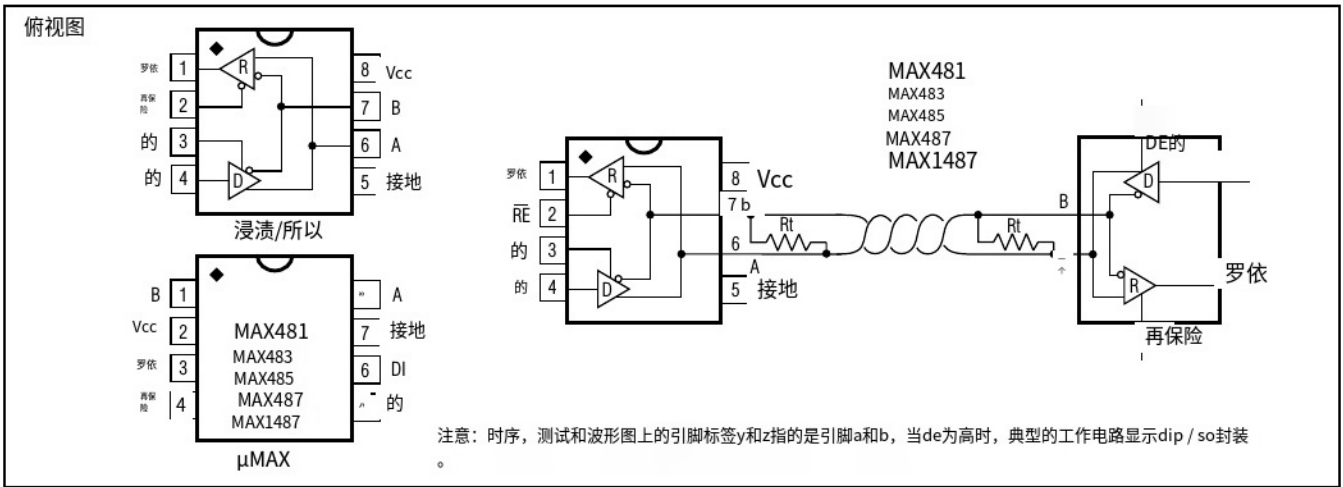 俯视图
罗依 1
再保险 2
的 3
的 4
R
D
8 Vcc
7 B
6 A
5 接地
浸渍/所以
B 1
Vcc 2
罗依 3
再保险 4
MAX481
MAX483
MAX485
MAX487
MAX1487
A
7 接地
6 DI
的
μMAX
罗依 1
RE 2
的 3
的 4
R
D
8 Vcc
7 b
6
A
5 接地
Rt
Rt
MAX481
MAX483
MAX485
MAX487
MAX1487
B
DE的
D
R
罗依
再保险
注意：时序，测试和波形图上的引脚标签y和z指的是引脚a和b，当de为高时，典型的工作电路显示dip / so封装
。